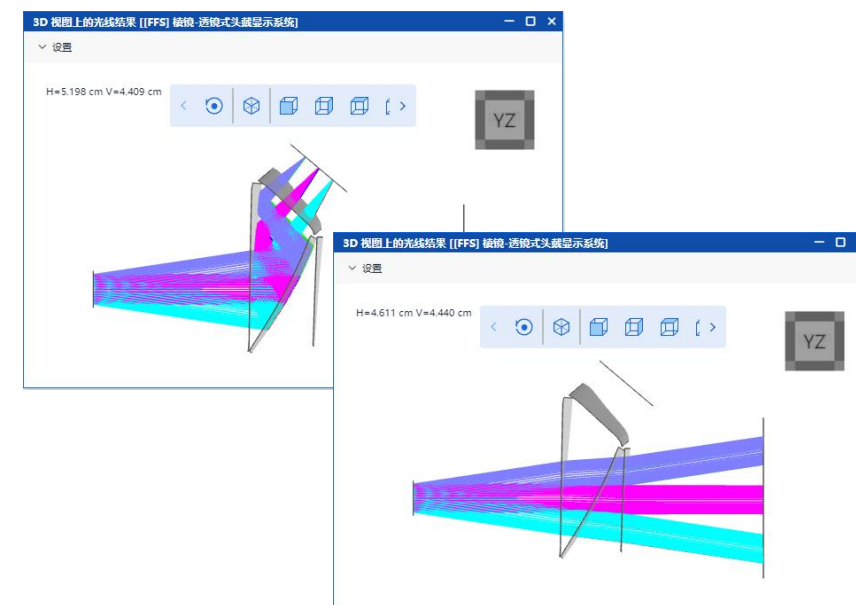 3D 视图上的光线结果 [[FFS] 棱镜-透镜式头戴显示系统]
设置
H=5.198 cm V=4.409 cm
YZ
3D 视图上的光线结果 [[FFS] 棱镜-透镜式头戴显示系统]
设置
H=4.611 cm V=4.440 cm
YZ